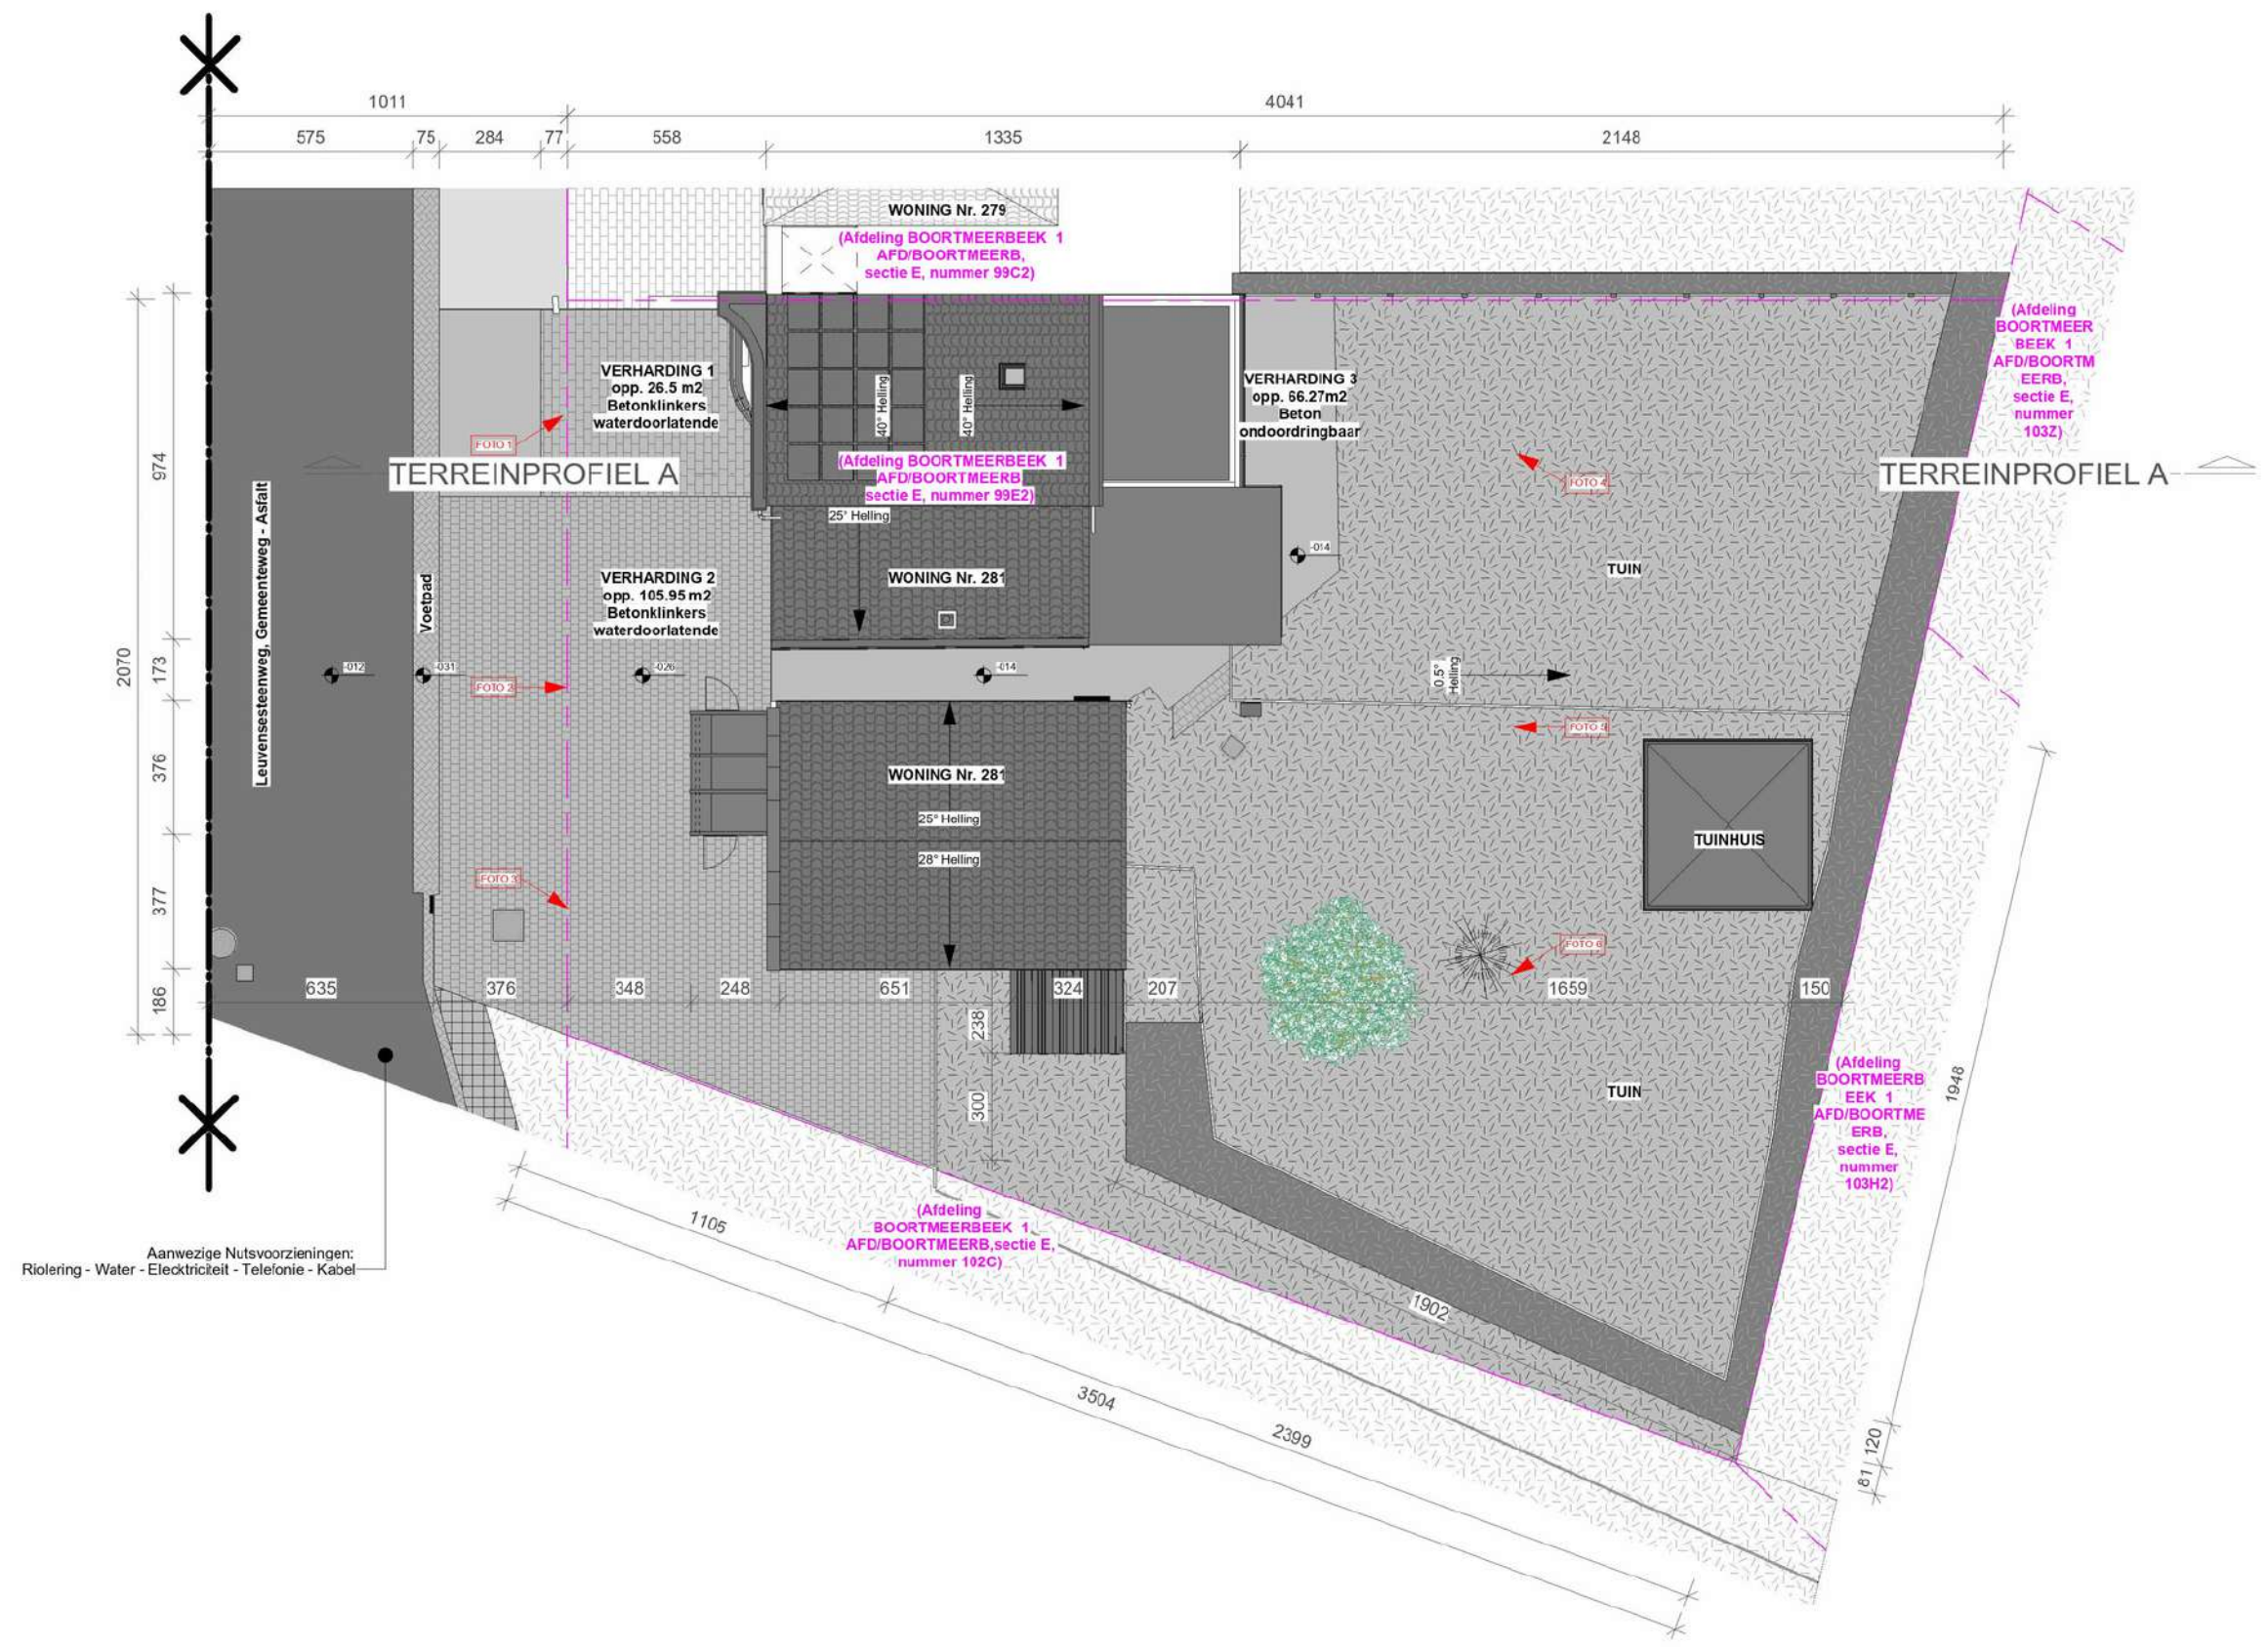 1011
4041
575
75
284
77
558
1335
2148
WONING Nr. 279
(Afdeling BOORTMEERBEEK 1
AFD/BOORTMEERB,
sectie E, nummer 99C2)
(Afdeling
BOORTMEER
BEEK 1
AFD/BOORTM
EERB,
sectie E,
nummer
103Z)
VERHARDING 1
opp. 26.5 m2
Betonklinkers
waterdoorlatende
40° Helling
40° Helling
VERHARDING 3
opp. 66.27m2
Beton
ondoordringbaar
FOTO 1
TERREINPROFIEL A
(Afdeling BOORTMEERBEEK 1
AFD/BOORTMEERB
sectie E, nummer 99E2)
FOTO 4
TERREINPROFIEL A
974
2070
173
376
377
186
Leuvensesteenweg, Gemeenteweg - Asfalt
Voetpad
25° Helling
-014
VERHARDING 2
opp. 105.95 m2
Betonklinkers
waterdoorlatende
WONING Nr. 281
TUIN
-012
-031
-026
-014
0.5°
Helling
FOTO 2
FOTO 5
WONING Nr. 281
25° Helling
28° Helling
TUINHUIS
FOTO 3
FOTO 6
635
376
348
248
651
324
207
1659
150
238
300
TUIN
(Afdeling
BOORTMEERB
EEK 1
AFD/BOORTME
ERB,
sectie E,
nummer
103H2)
1948
120
81
(Afdeling
BOORTMEERBEEK 1,
AFD/BOORTMEERB,sectie E,
nummer 102C)
1105
1902
3504
2399
Aanwezige Nutsvoorzieningen:
Riolering - Water - Elecktriciteit - Telefonie - Kabel